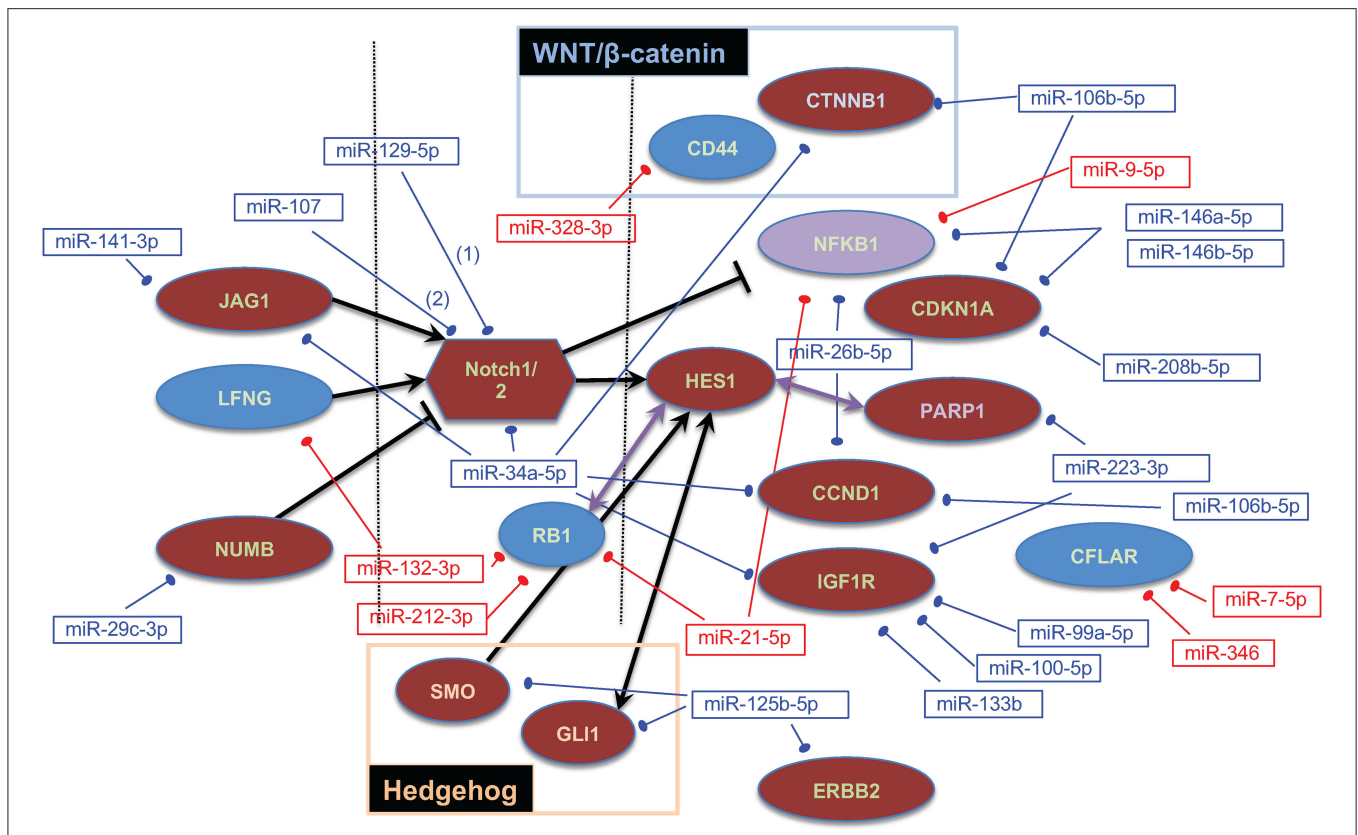 WNT/β-catenin
CTNNB1
miR-106b-5p
CD44
miR-129-5p
miR-9-5p
miR-107
miR-328-3p
miR-146a-5p
NFKB1
miR-141-3p
(1)
miR-146b-5p
JAG1
(2)
CDKN1A
miR-26b-5p
miR-208b-5p
Notch1/
2
HES1
LFNG
PARP1
miR-34a-5p
miR-223-3p
CCND1
miR-106b-5p
RB1
NUMB
CFLAR
miR-132-3p
IGF1R
miR-7-5p
miR-212-3p
miR-29c-3p
miR-21-5p
miR-99a-5p
miR-346
miR-100-5p
SMO
miR-125b-5p
miR-133b
GLI1
Hedgehog
ERBB2